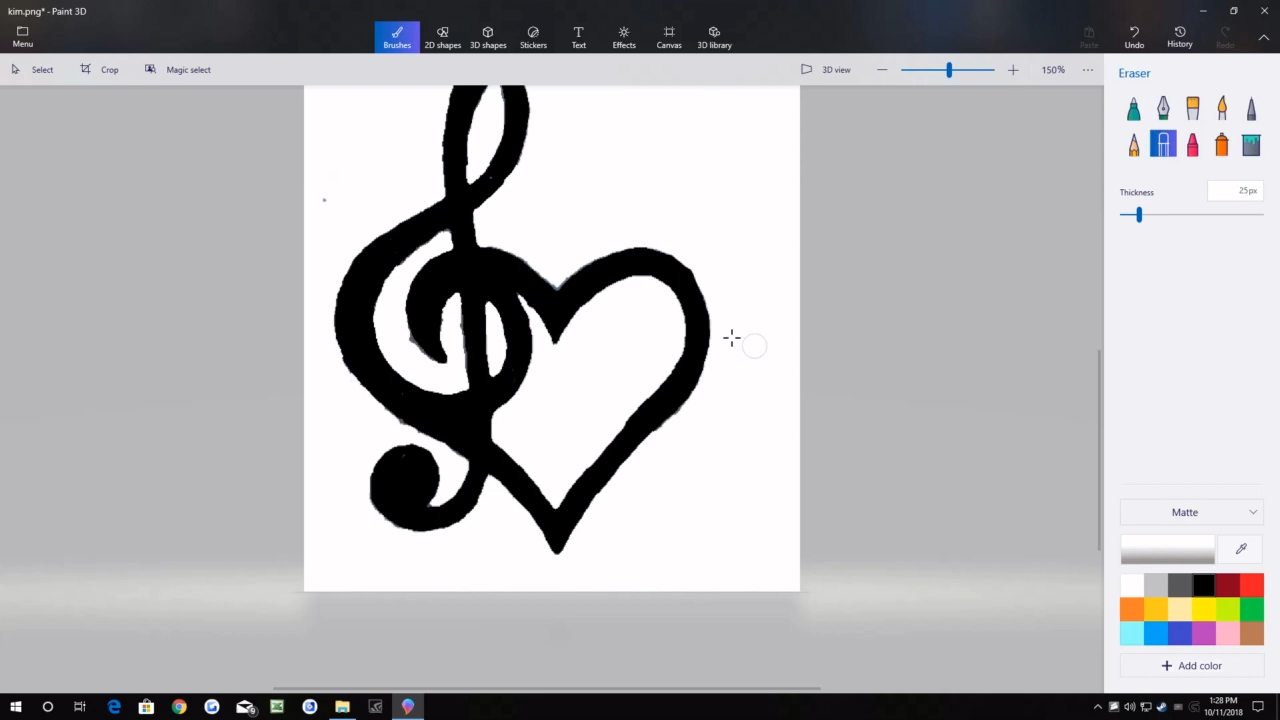 kim.png* - Paint 3D
Menu
Brushes 2D shapes 3D shapes Stickers Text Effects Canvas 3D library Paste Undo History Redo
Select Crop Magic select 3D view 150%
Eraser
Thickness 25px
Matte
Add color
1:28 PM
10/11/2018